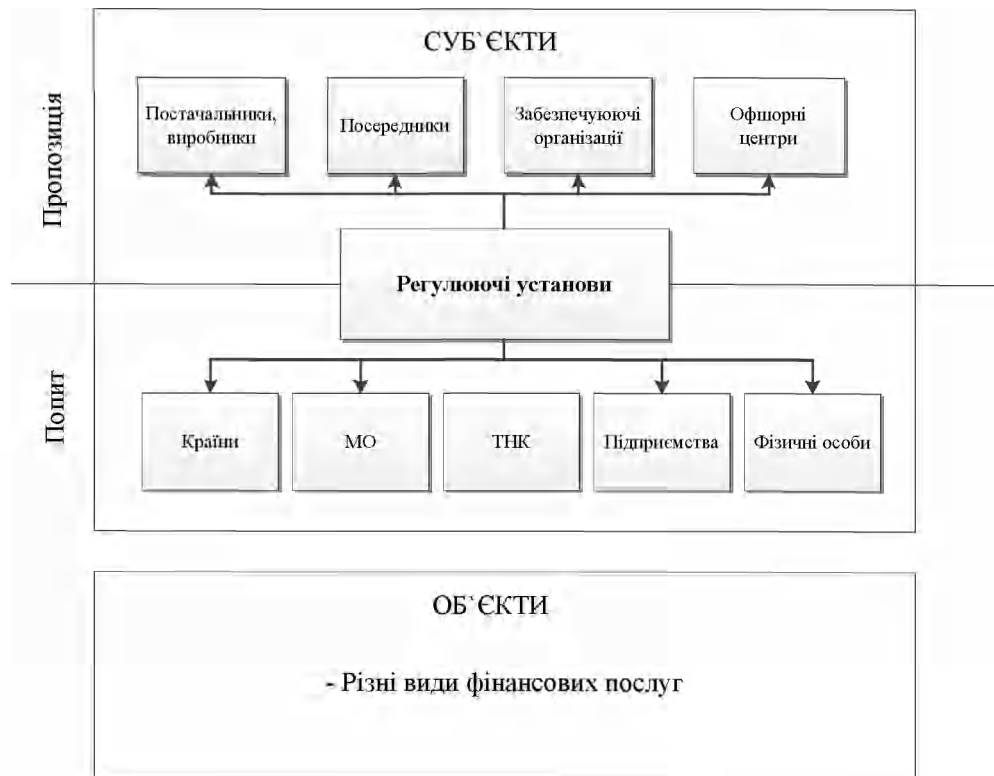 СУБ`ЄКТИ
Пропозиція
Постачальники,
виробники
Посередники
Забезпечуюючі
організації
Офшорні
центри
Регулюючі установи
Попит
Країни
МО
ТНК
Підприємства
Фізичні особи
ОБ`ЄКТИ
- Різні види фінансових послуг